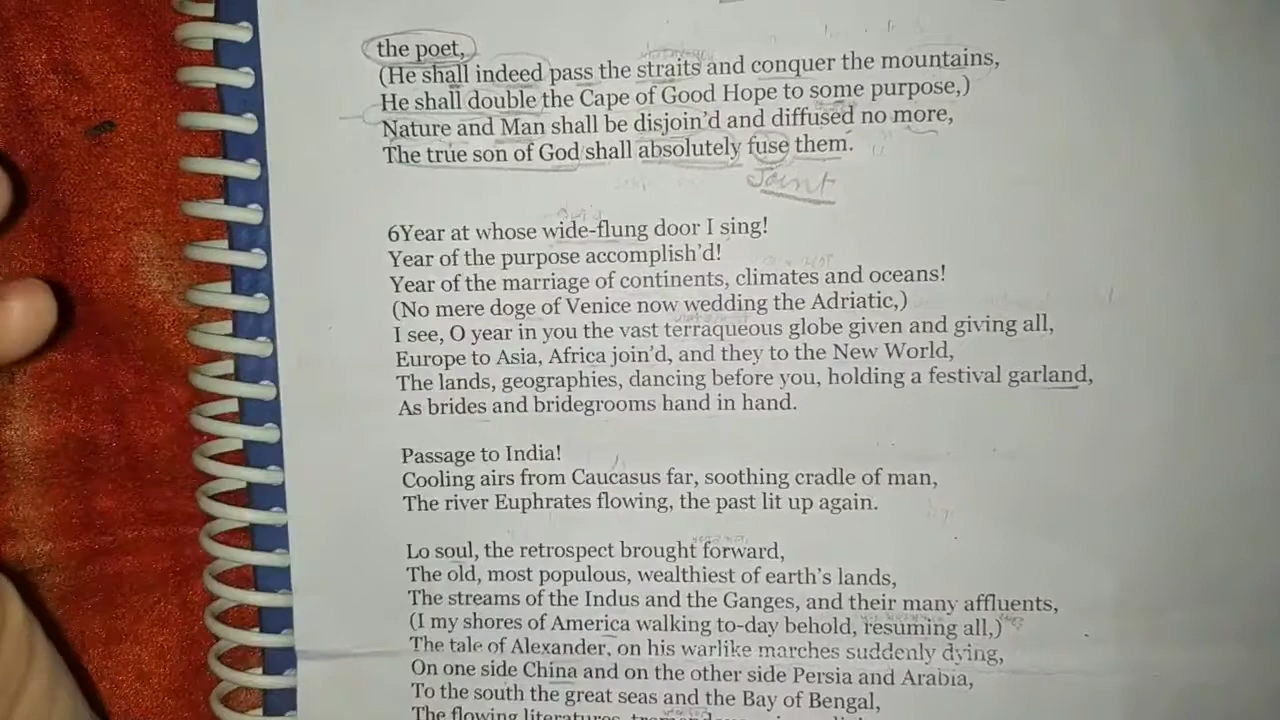 the poet,
(He shall indeed pass the straits and conquer the mountains,
He shall double the Cape of Good Hope to some purpose,)
Nature and Man shall be disjoin'd and diffused no more,
The true son of God shall absolutely fuse them.
Joint
6Year at whose wide-flung door I sing!
Year of the purpose accomplish'd!
Year of the marriage of continents, climates and oceans!
(No mere doge of Venice now wedding the Adriatic,)
I see, O year in you the vast terraqueous globe given and giving all,
Europe to Asia, Africa join'd, and they to the New World,
The lands, geographies, dancing before you, holding a festival garland,
As brides and bridegrooms hand in hand.
Passage to India!
Cooling airs from Caucasus far, soothing cradle of man,
The river Euphrates flowing, the past lit up again.
Lo soul, the retrospect brought forward,
The old, most populous, wealthiest of earth's lands,
The streams of the Indus and the Ganges, and their many affluents,
(I my shores of America walking to-day behold, resuming all,)
The tale of Alexander, on his warlike marches suddenly dying,
On one side China and on the other side Persia and Arabia,
To the south the great seas and the Bay of Bengal,
The flowing literatures,